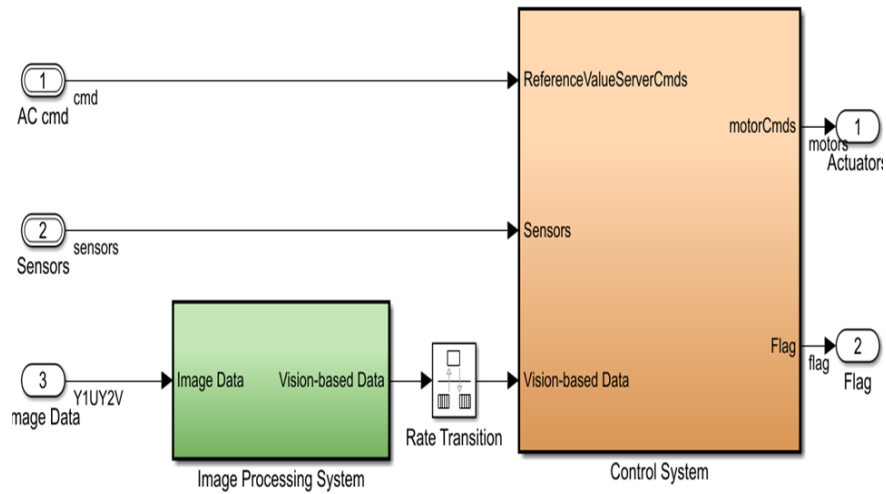 1
cmd
AC cmd
ReferenceValueServerCmds
motorCmds
1
motors
Actuators
2
sensors
Sensors
Sensors
3
Y1UY2V
mage Data
Image Data
Vision-based Data
Rate Transition
Vision-based Data
Flag
2
flag
Flag
Image Processing System
Control System